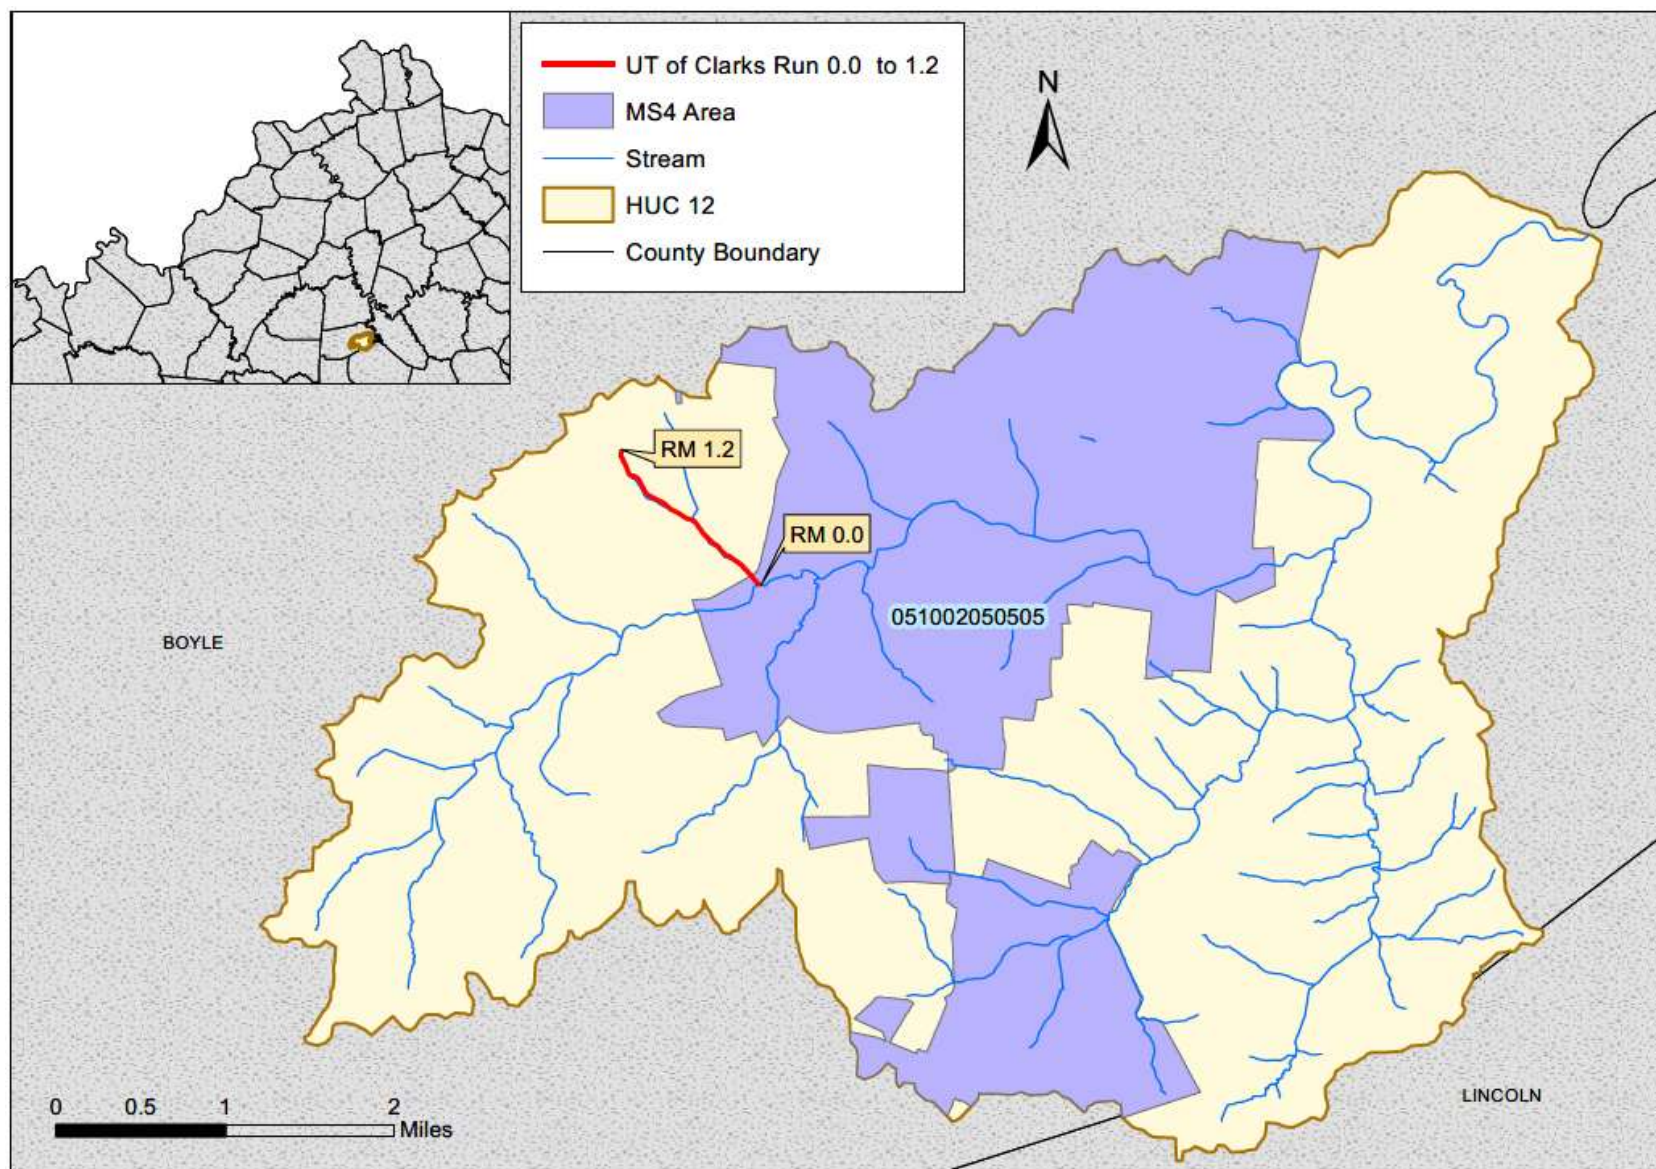 UT of Clarks Run 0.0 to 1.2
MS4 Area
Stream
HUC 12
County Boundary
N
RM 1.2
RM 0.0
051002050505
BOYLE
LINCOLN
0 0.5 1 2
Miles